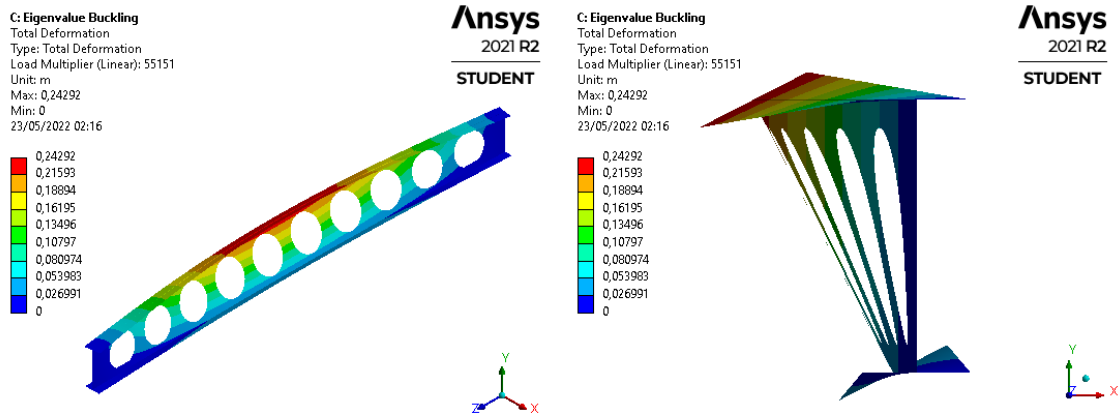 C: Eigenvalue Buckling
Total Deformation
Type: Total Deformation
Load Multiplier (Linear): 55151
Unit: m
Max: 0,24292
Min: 0
23/05/2022 02:16
Ansys
2021 R2
STUDENT
0,24292
0,21593
0,18894
0,16195
0,13496
0,10797
0,080974
0,053983
0,026991
0
Y
Z
X
C: Eigenvalue Buckling
Total Deformation
Type: Total Deformation
Load Multiplier (Linear): 55151
Unit: m
Max: 0,24292
Min: 0
23/05/2022 02:16
Ansys
2021 R2
STUDENT
0,24292
0,21593
0,18894
0,16195
0,13496
0,10797
0,080974
0,053983
0,026991
0
Y
Z
X